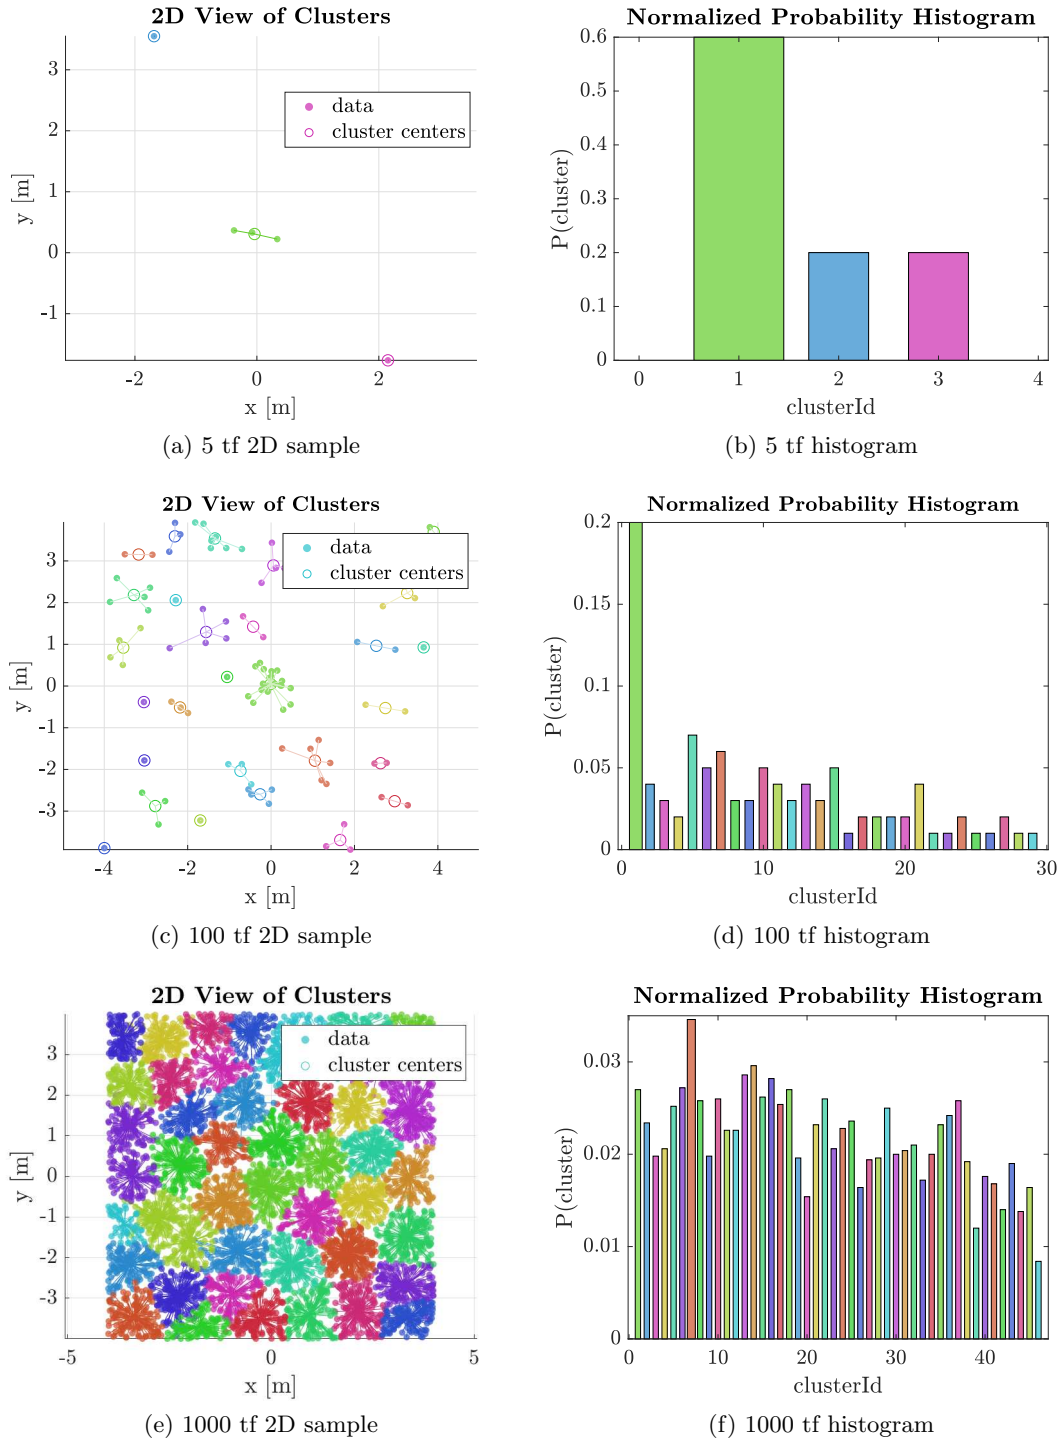 2D View of Clusters
3
2
1
0
-1
y [m]
-2
0
2
x [m]
data
cluster centers
(a) 5 tf 2D sample
Normalized Probability Histogram
0.6
0.5
0.4
0.3
0.2
0.1
0
P(cluster)
0
1
2
3
4
clusterId
(b) 5 tf histogram
2D View of Clusters
3
2
1
0
-1
-2
-3
y [m]
-4
-2
0
2
4
x [m]
data
cluster centers
(c) 100 tf 2D sample
Normalized Probability Histogram
0.2
0.15
0.1
0.05
0
P(cluster)
0
10
20
30
clusterId
(d) 100 tf histogram
2D View of Clusters
3
2
1
0
-1
-2
-3
y [m]
-5
0
5
x [m]
data
cluster centers
(e) 1000 tf 2D sample
Normalized Probability Histogram
0.03
0.02
0.01
0
P(cluster)
0
10
20
30
40
clusterId
(f) 1000 tf histogram